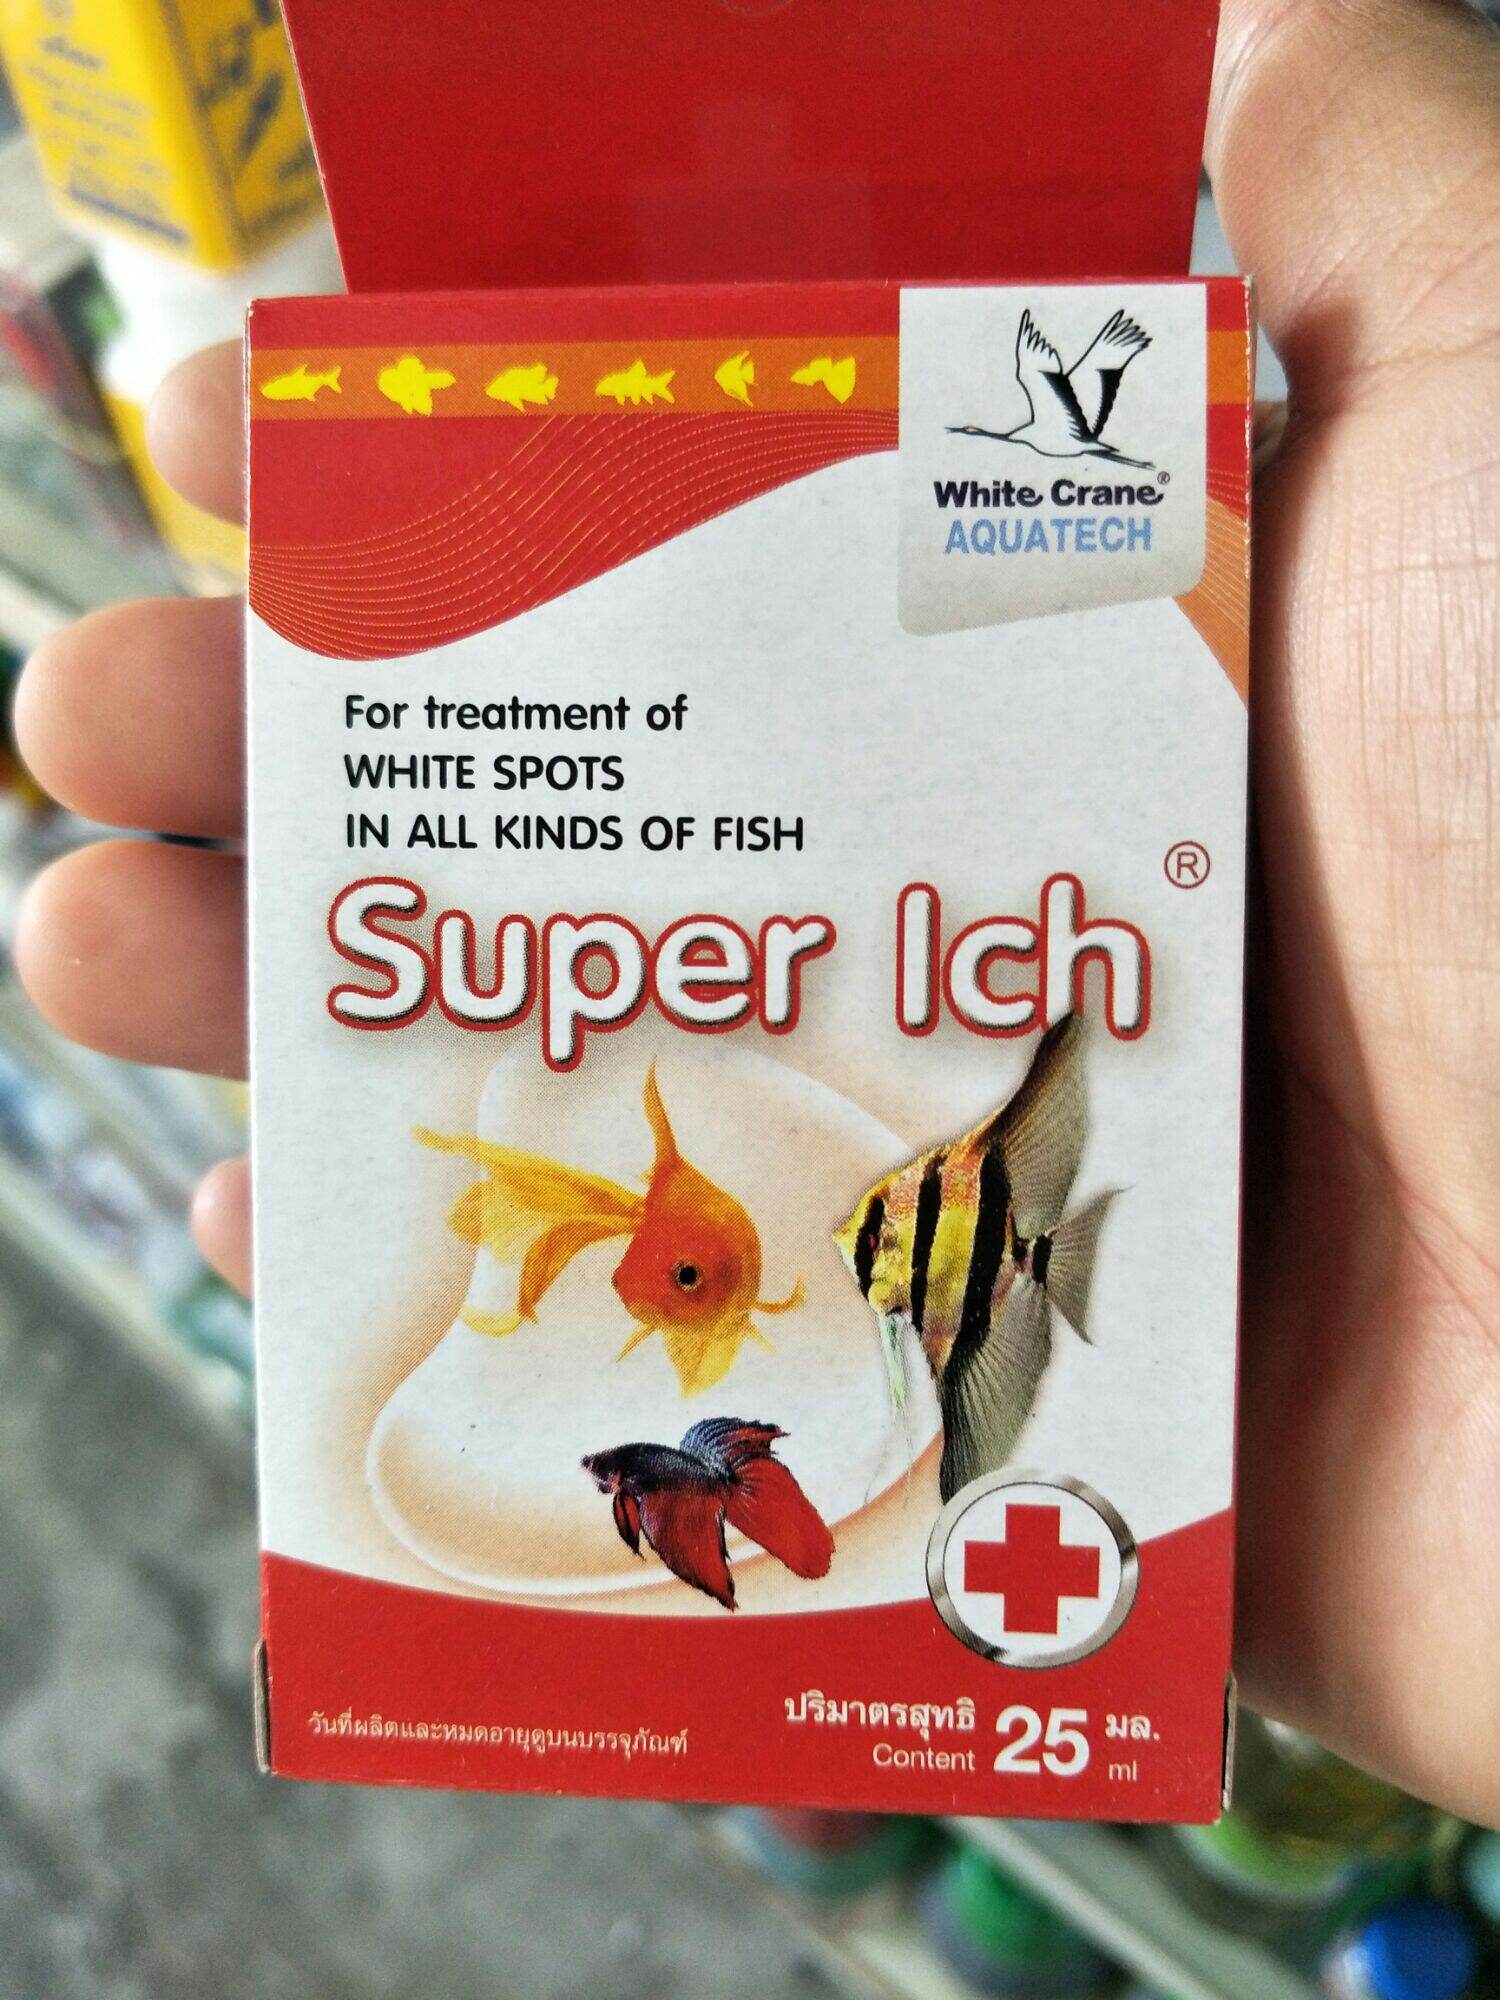 White Crane®
AQUATECH
For treatment of
WHITE SPOTS
IN ALL KINDS OF FISH
Super Ich®
วันที่ผลิตและหมดอายุดูบนบรรจุภัณฑ์
ปริมาตรสุทธิ 25 มล.
Content ml